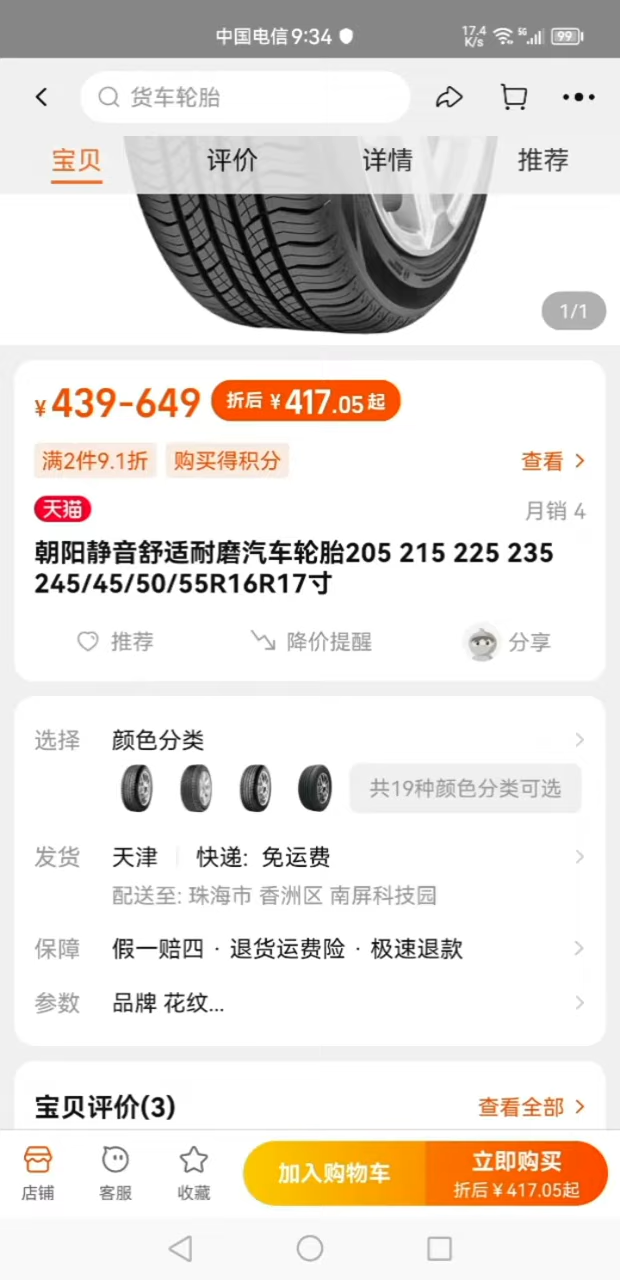 中国电信9:34
17.4
K/s
5G
99
货车轮胎
宝贝 评价 详情 推荐
1/1
¥439-649 折后¥417.05起
满2件9.1折 购买得积分 查看
天猫 月销 4
朝阳静音舒适耐磨汽车轮胎205 215 225 235
245/45/50/55R16R17寸
推荐 降价提醒 分享
选择 颜色分类
共19种颜色分类可选
发货 天津 快递: 免运费
配送至: 珠海市 香洲区 南屏科技园
保障 假一赔四 · 退货运费险 · 极速退款
参数 品牌 花纹...
宝贝评价(3) 查看全部
店铺 客服 收藏 加入购物车 立即购买
折后¥417.05起